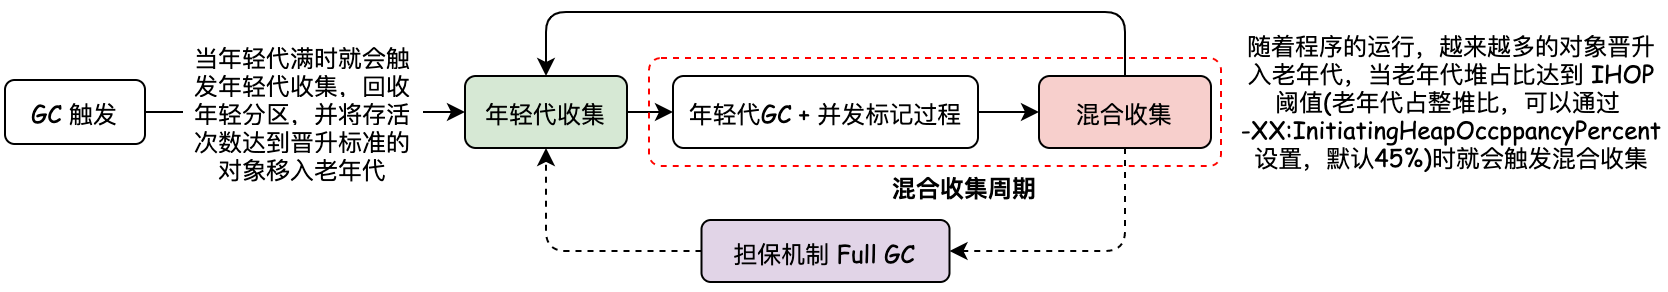 GC 触发
当年轻代满时就会触
发年轻代收集，回收
年轻分区，并将存活
次数达到晋升标准的
对象移入老年代
年轻代收集
年轻代GC + 并发标记过程
混合收集
混合收集周期
担保机制 Full GC
随着程序的运行，越来越多的对象晋升
入老年代，当老年代堆占比达到 IHOP
阈值(老年代占整堆比，可以通过
-XX:InitiatingHeapOccppancyPercent
设置，默认45%)时就会触发混合收集